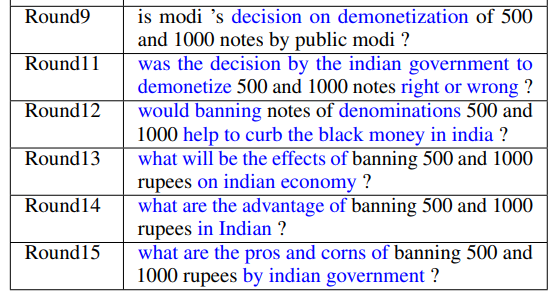 Round9 is modi 's decision on demonetization of 500
and 1000 notes by public modi ?
Round11 was the decision by the indian government to
demonetize 500 and 1000 notes right or wrong ?
Round12 would banning notes of denominations 500 and
1000 help to curb the black money in india ?
Round13 what will be the effects of banning 500 and 1000
rupees on indian economy ?
Round14 what are the advantage of banning 500 and 1000
rupees in Indian ?
Round15 what are the pros and corns of banning 500 and
1000 rupees by indian government ?